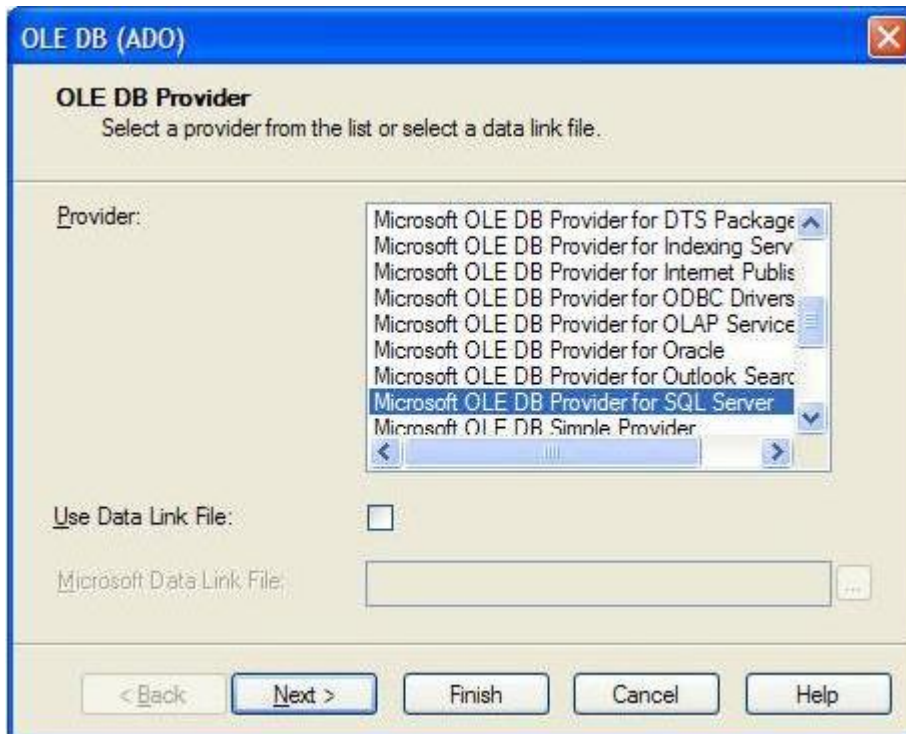 OLE DB (ADO)
OLE DB Provider
Select a provider from the list or select a data link file.
Provider:
Microsoft OLE DB Provider for DTS Package
Microsoft OLE DB Provider for Indexing Serv
Microsoft OLE DB Provider for Internet Publis
Microsoft OLE DB Provider for ODBC Drivers
Microsoft OLE DB Provider for OLAP Service
Microsoft OLE DB Provider for Oracle
Microsoft OLE DB Provider for Outlook Searc
Microsoft OLE DB Provider for SQL Server
Microsoft OLE DB Simple Provider
Use Data Link File:
Microsoft Data Link File: ...
< Back Next > Finish Cancel Help